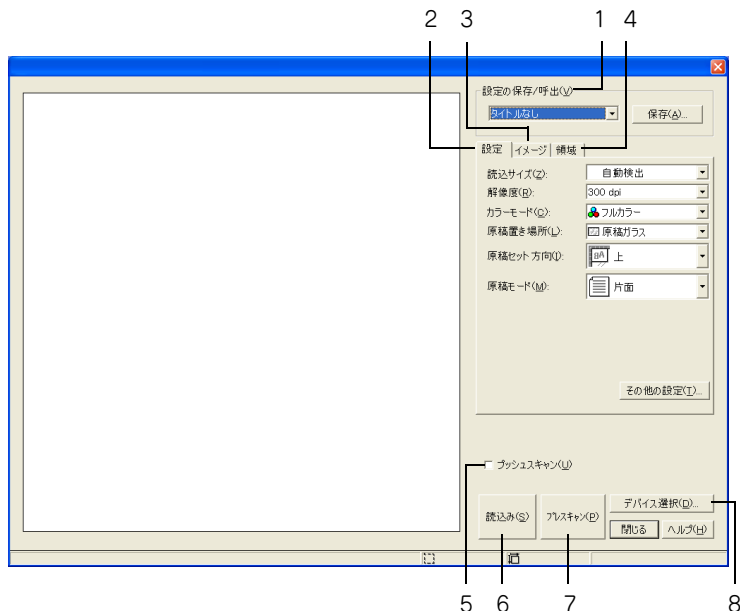 2 3 1 4
設定の保存/呼出(V)
タイトルなし 保存(A)...
設定 イメージ 領域
読込サイズ(Z): 自動検出
解像度(R): 300 dpi
カラーモード(C): フルカラー
原稿置き場所(L): 原稿ガラス
原稿セット方向(I): 上
原稿モード(M): 片面
その他の設定(T)...
プッシュスキャン(U)
デバイス選択(D)...
読込み(S) プレスキャン(P)
閉じる ヘルプ(H)
5 6 7 8